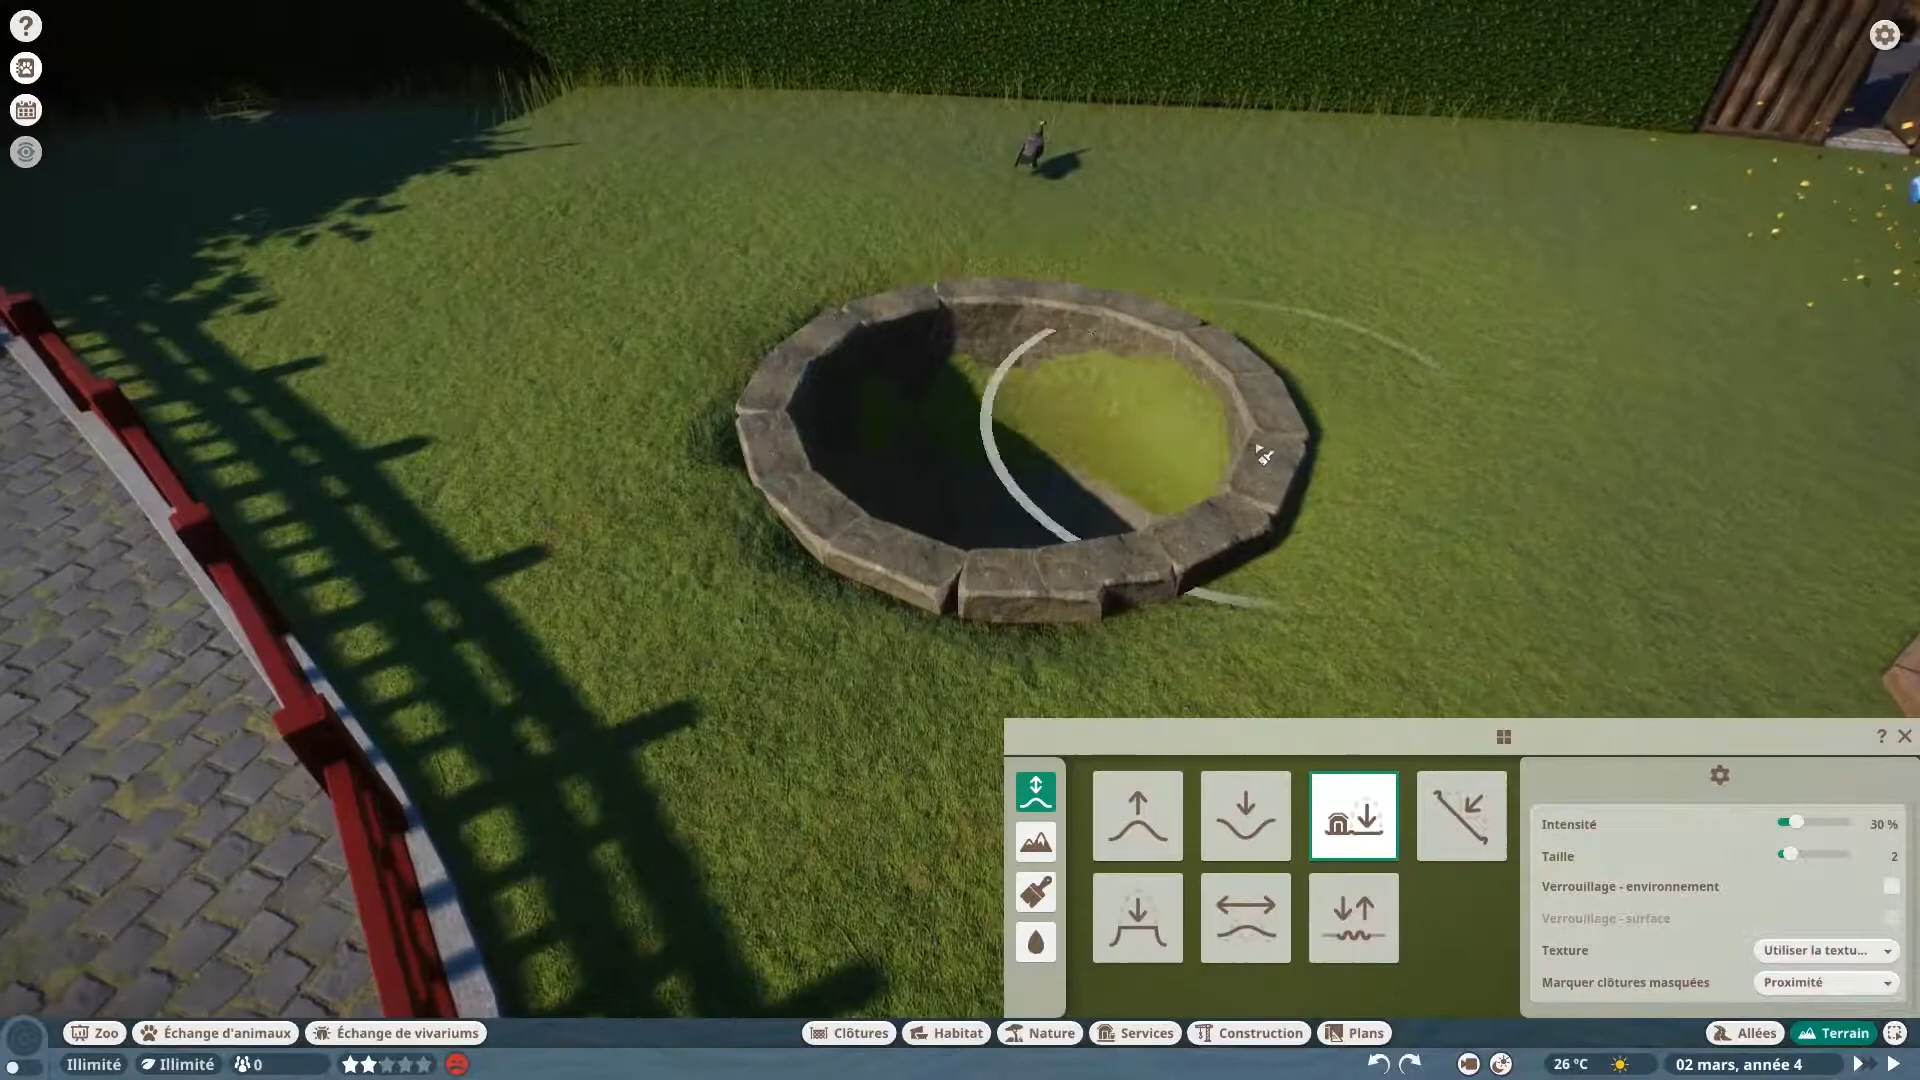 ?
?
Intensité 30 %
Taille 2
Verrouillage - environnement
Verrouillage - surface
Texture Utiliser la textu...
Marquer clôtures masquées Proximité
Zoo Échange d'animaux Échange de vivariums Clôtures Habitat Nature Services Construction Plans Allées Terrain
Illimité Illimité 0 26 °C 02 mars, année 4